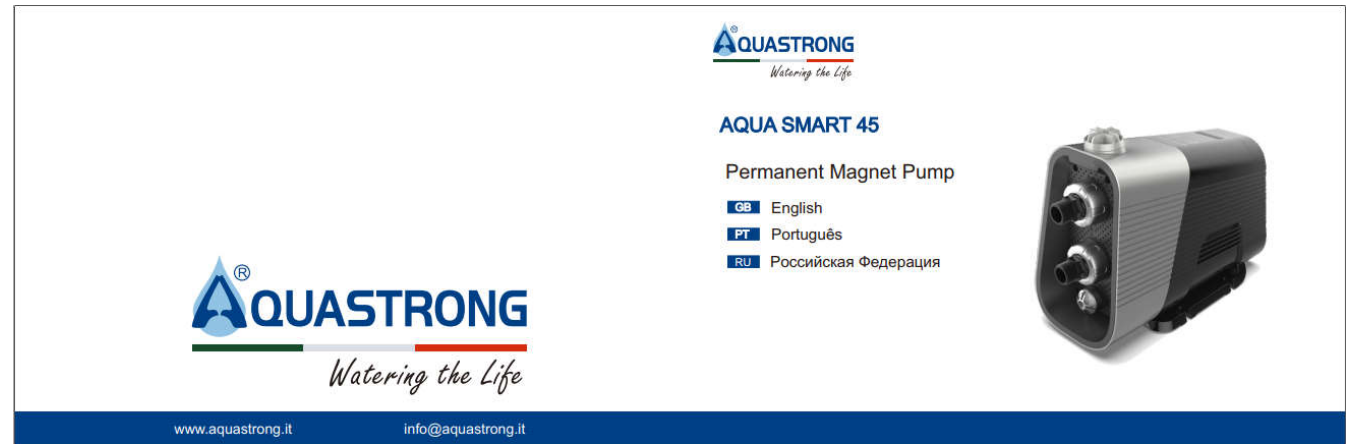 AQUASTRONG®
Watering the Life
www.aquastrong.it
info@aquastrong.it
AQUASTRONG®
Watering the Life
AQUA SMART 45
Permanent Magnet Pump
GB English
PT Português
RU Российская Федерация